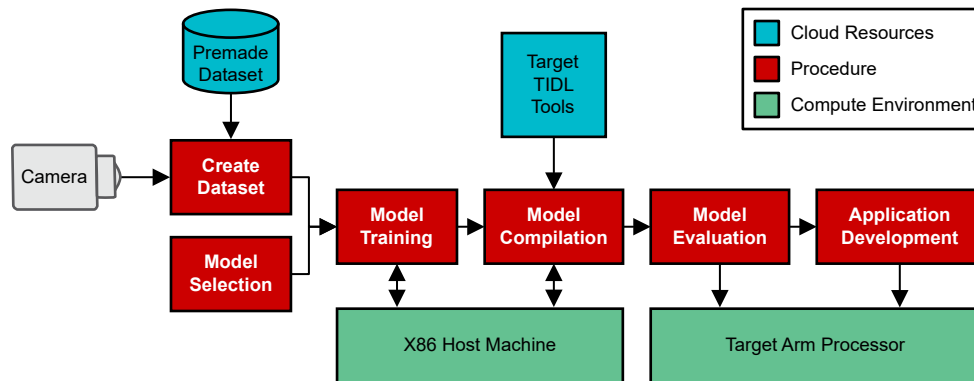 Premade
Dataset
Target
TIDL
Tools
Cloud Resources
Procedure
Compute Environment
Camera
Create
Dataset
Model
Selection
Model
Training
Model
Compilation
Model
Evaluation
Application
Development
X86 Host Machine
Target Arm Processor